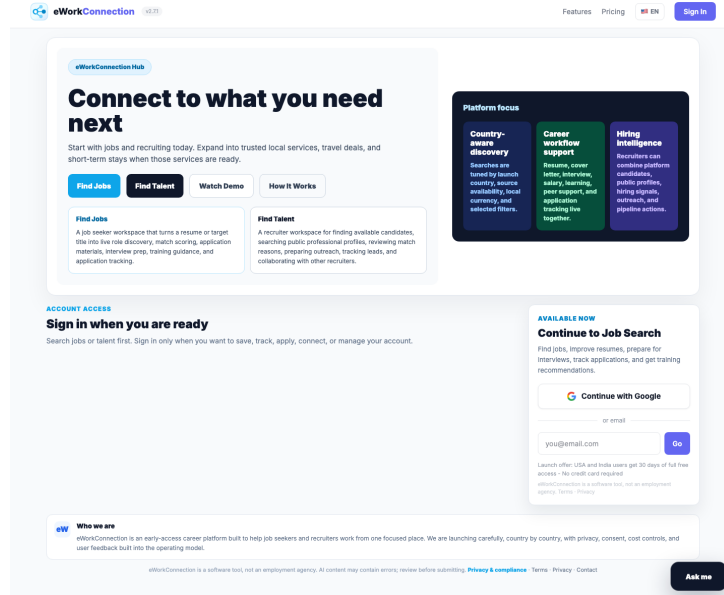 eWorkConnection v2.7.1
Features Pricing 🇺🇸 EN Sign In
eWorkConnection Hub
Connect to what you need
next
Start with jobs and recruiting today. Expand into trusted local services, travel deals, and
short-term stays when those services are ready.
Find Jobs Find Talent Watch Demo How It Works
Find Jobs
A job seeker workspace that turns a resume or target
title into live role discovery, match scoring, application
materials, interview prep, training guidance, and
application tracking.
Find Talent
A recruiter workspace for finding available candidates,
searching public professional profiles, reviewing match
reasons, preparing outreach, tracking leads, and
collaborating with other recruiters.
Platform focus
Country-
aware
discovery
Searches are
tuned by launch
country, source
availability, local
currency, and
selected filters.
Career
workflow
support
Resume, cover
letter, interview,
salary, learning,
peer support, and
application
tracking live
together.
Hiring
intelligence
Recruiters can
combine platform
candidates,
public profiles,
hiring signals,
outreach, and
pipeline actions.
ACCOUNT ACCESS
Sign in when you are ready
Search jobs or talent first. Sign in only when you want to save, track, apply, connect, or manage your account.
AVAILABLE NOW
Continue to Job Search
Find jobs, improve resumes, prepare for
interviews, track applications, and get training
recommendations.
Continue with Google
or email
you@email.com Go
Launch offer: USA and India users get 30 days of full free
access - No credit card required
eWorkConnection is a software tool, not an employment
agency. Terms · Privacy
eW
Who we are
eWorkConnection is an early-access career platform built to help job seekers and recruiters work from one focused place. We are launching carefully, country by country, with privacy, consent, cost controls, and
user feedback built into the operating model.
eWorkConnection is a software tool, not an employment agency. AI content may contain errors; review before submitting. Privacy & compliance · Terms · Privacy · Contact
Ask me